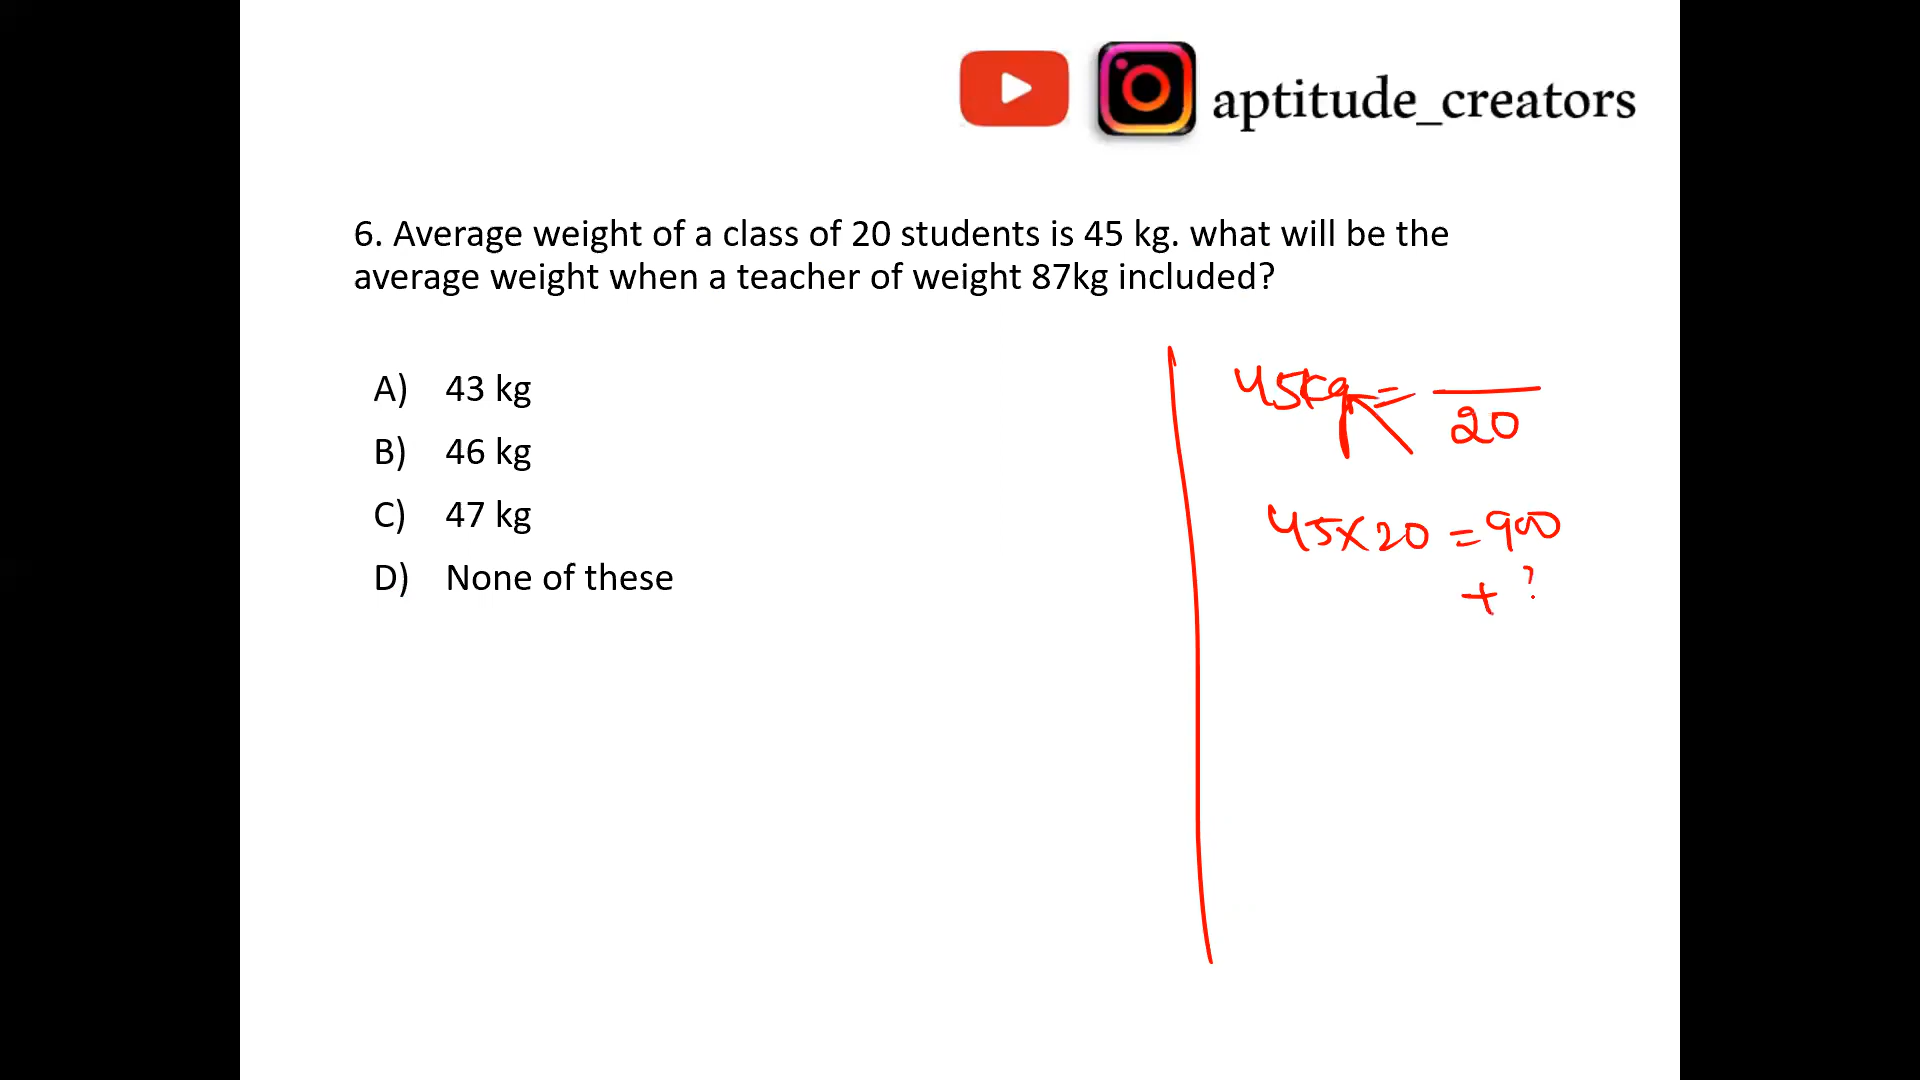 aptitude_creators
6. Average weight of a class of 20 students is 45 kg. what will be the
average weight when a teacher of weight 87kg included?
A) 43 kg
B) 46 kg
C) 47 kg
D) None of these
45kg = 
20
45x20 = 900
+ ?